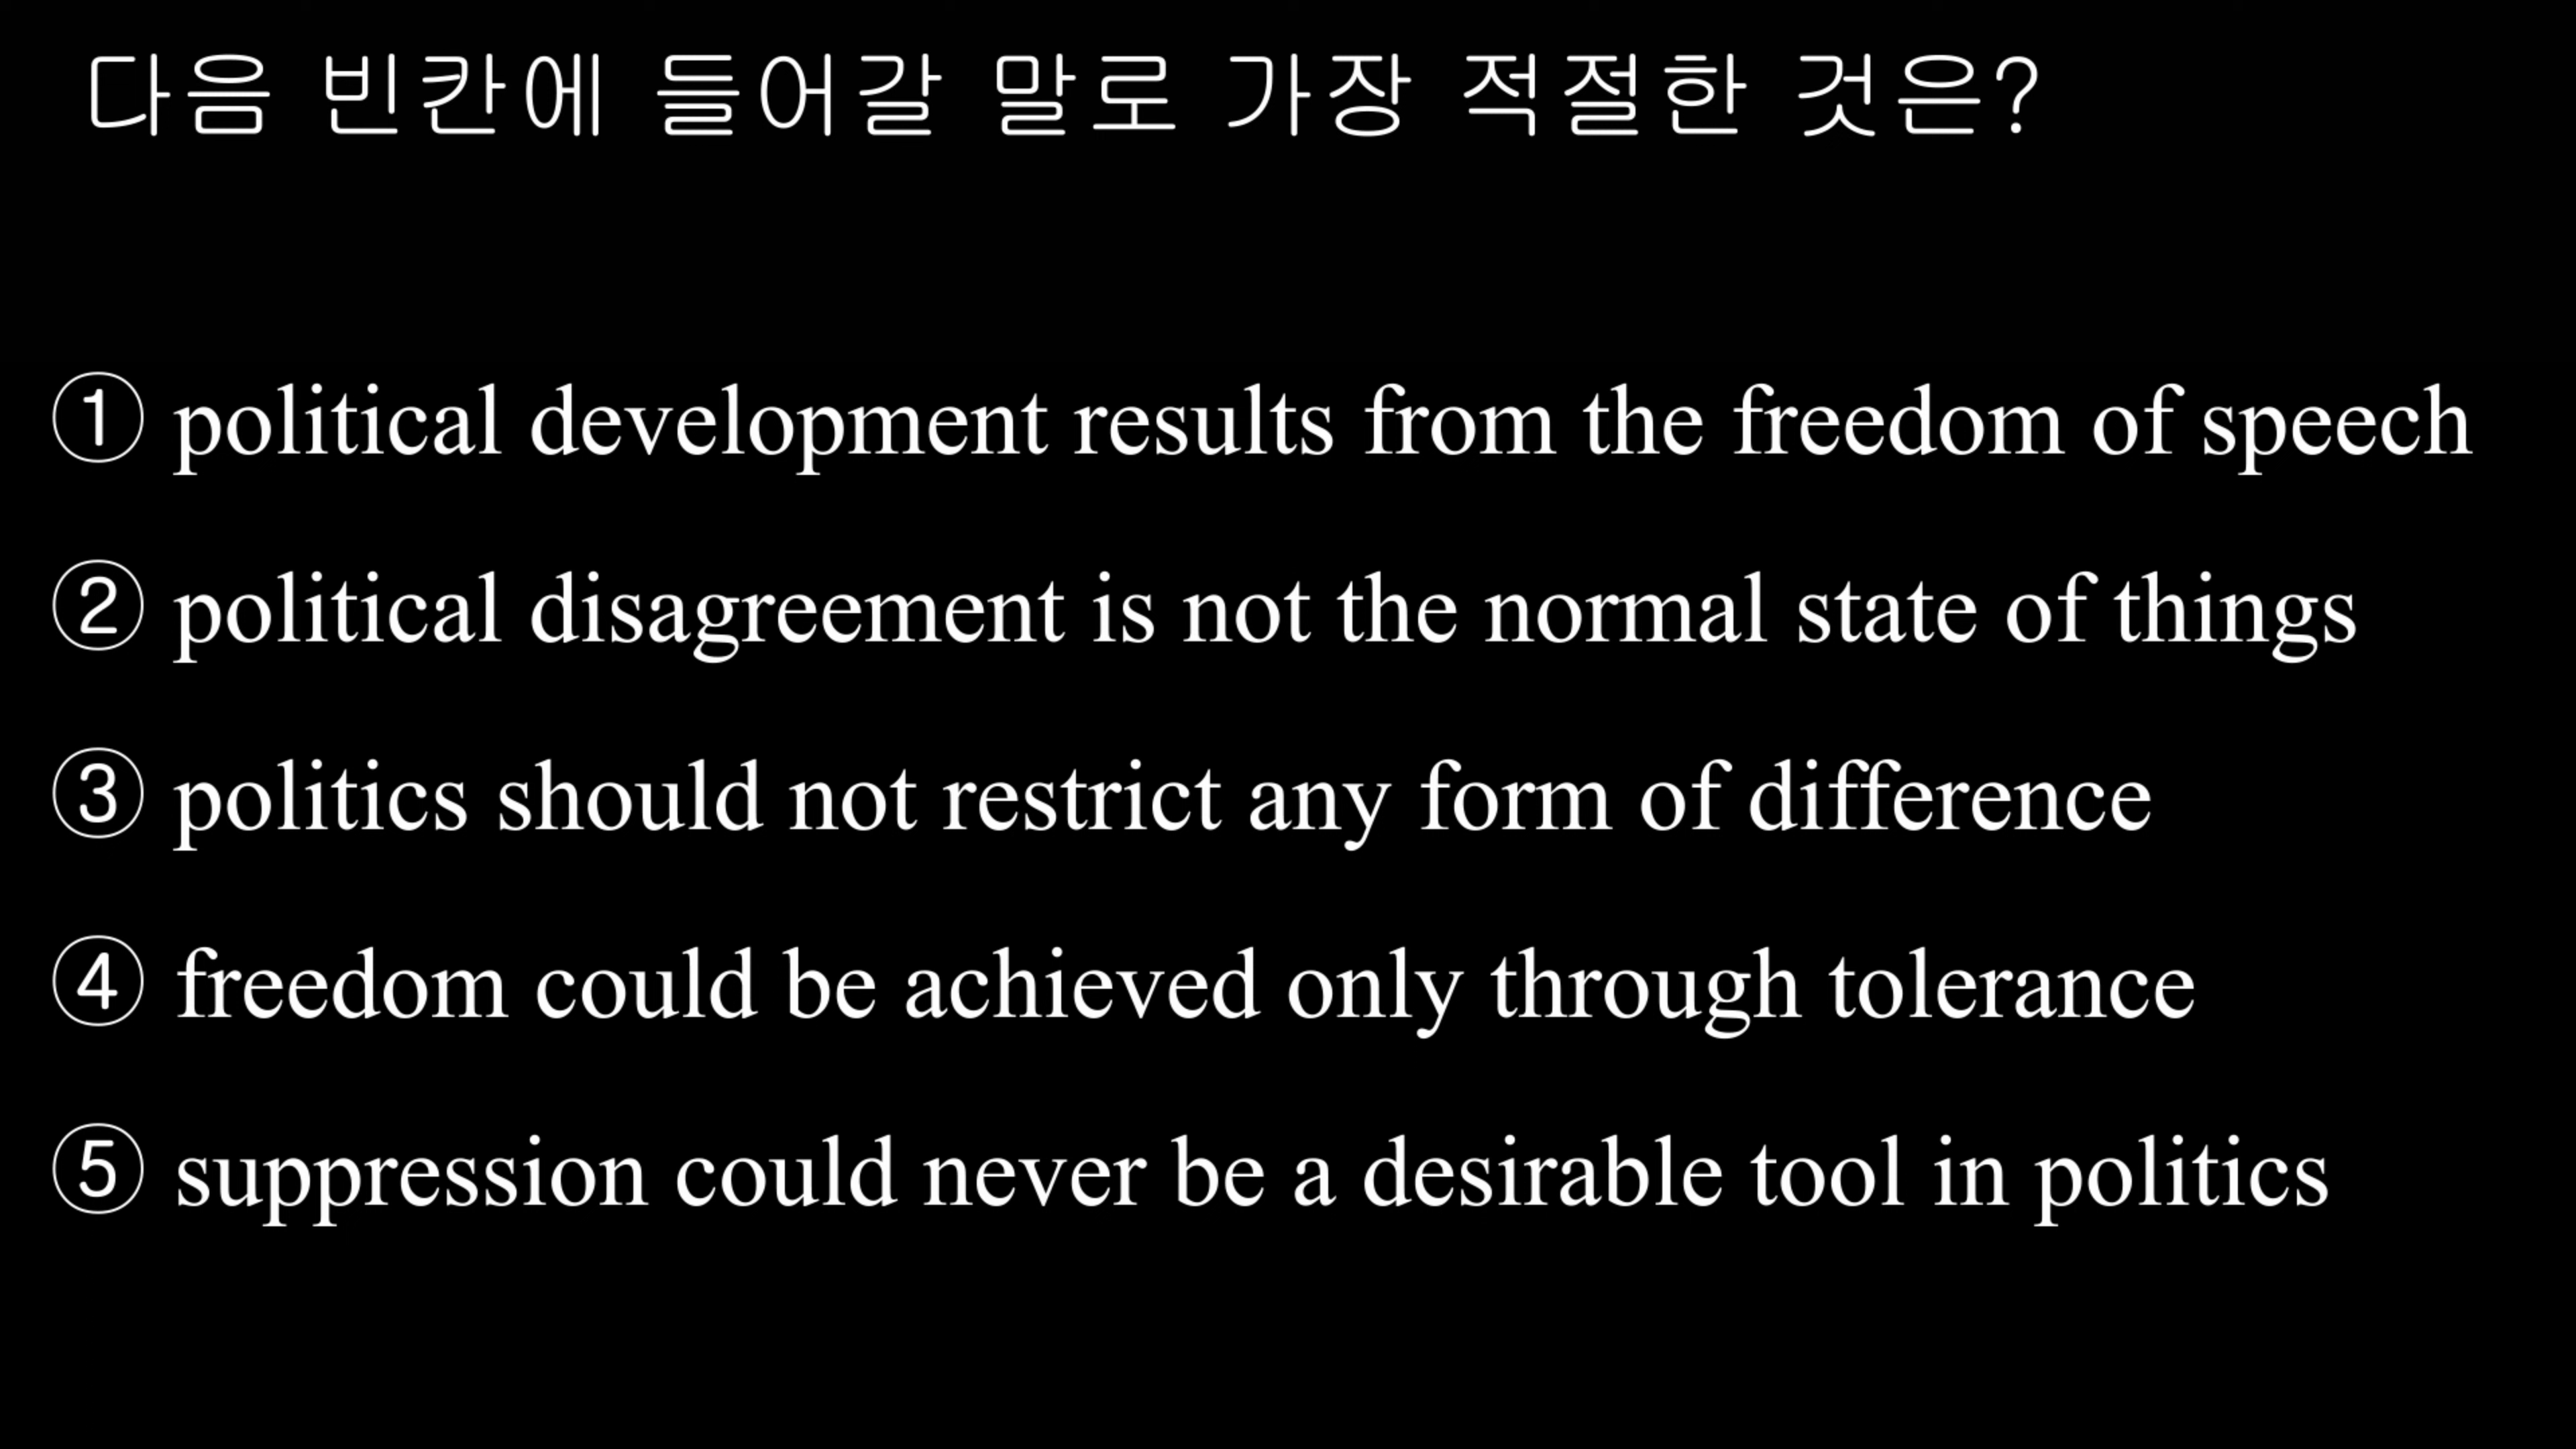 다음 빈칸에 들어갈 말로 가장 적절한 것은?
① political development results from the freedom of speech
② political disagreement is not the normal state of things
③ politics should not restrict any form of difference
④ freedom could be achieved only through tolerance
⑤ suppression could never be a desirable tool in politics